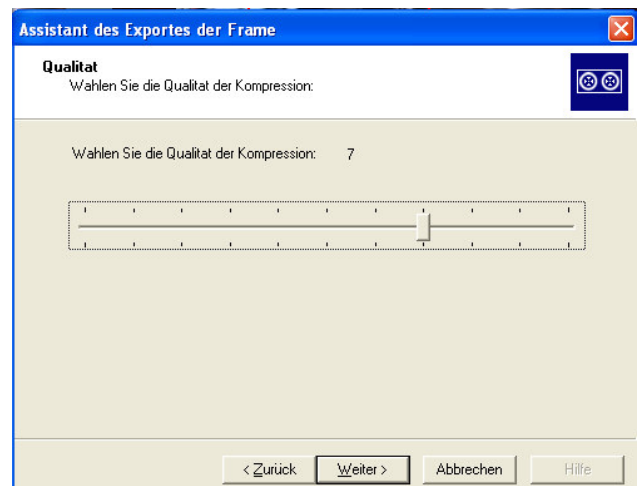 Assistant des Exportes der Frame
Qualitat
Wahlen Sie die Qualitat der Kompression:
Wahlen Sie die Qualitat der Kompression: 7
< Zurück Weiter > Abbrechen Hilfe